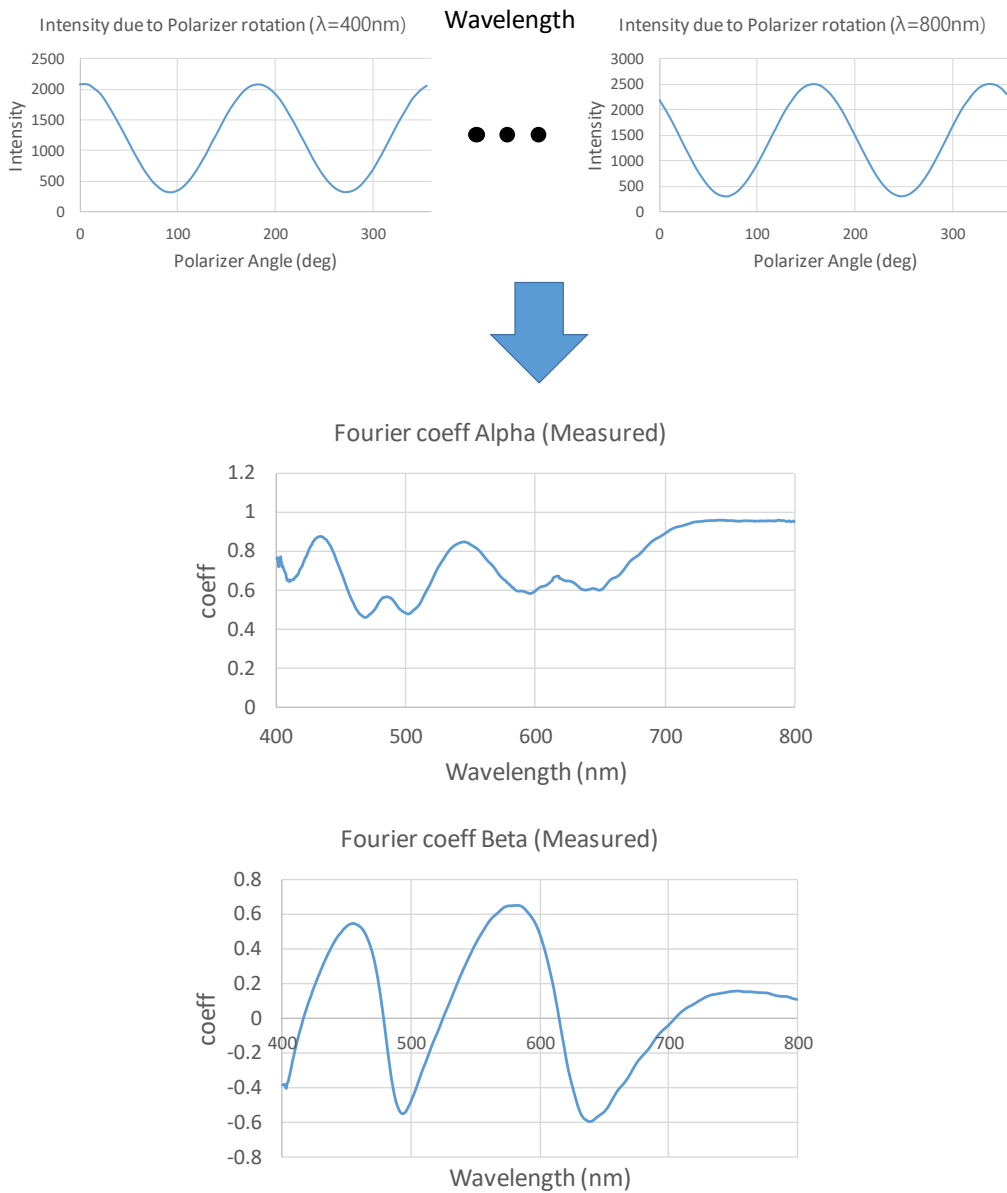 Intensity due to Polarizer rotation (λ=400nm)
Wavelength
Intensity due to Polarizer rotation (λ=800nm)
2500
2000
1500
1000
500
0
Intensity
0 100 200 300
Polarizer Angle (deg)
3000
2500
2000
1500
1000
500
0
Intensity
0 100 200 300
Polarizer Angle (deg)
Fourier coeff Alpha (Measured)
1.2
1
0.8
0.6
0.4
0.2
0
coeff
400 500 600 700 800
Wavelength (nm)
Fourier coeff Beta (Measured)
0.8
0.6
0.4
0.2
0
-0.2
-0.4
-0.6
-0.8
coeff
400 500 600 700 800
Wavelength (nm)